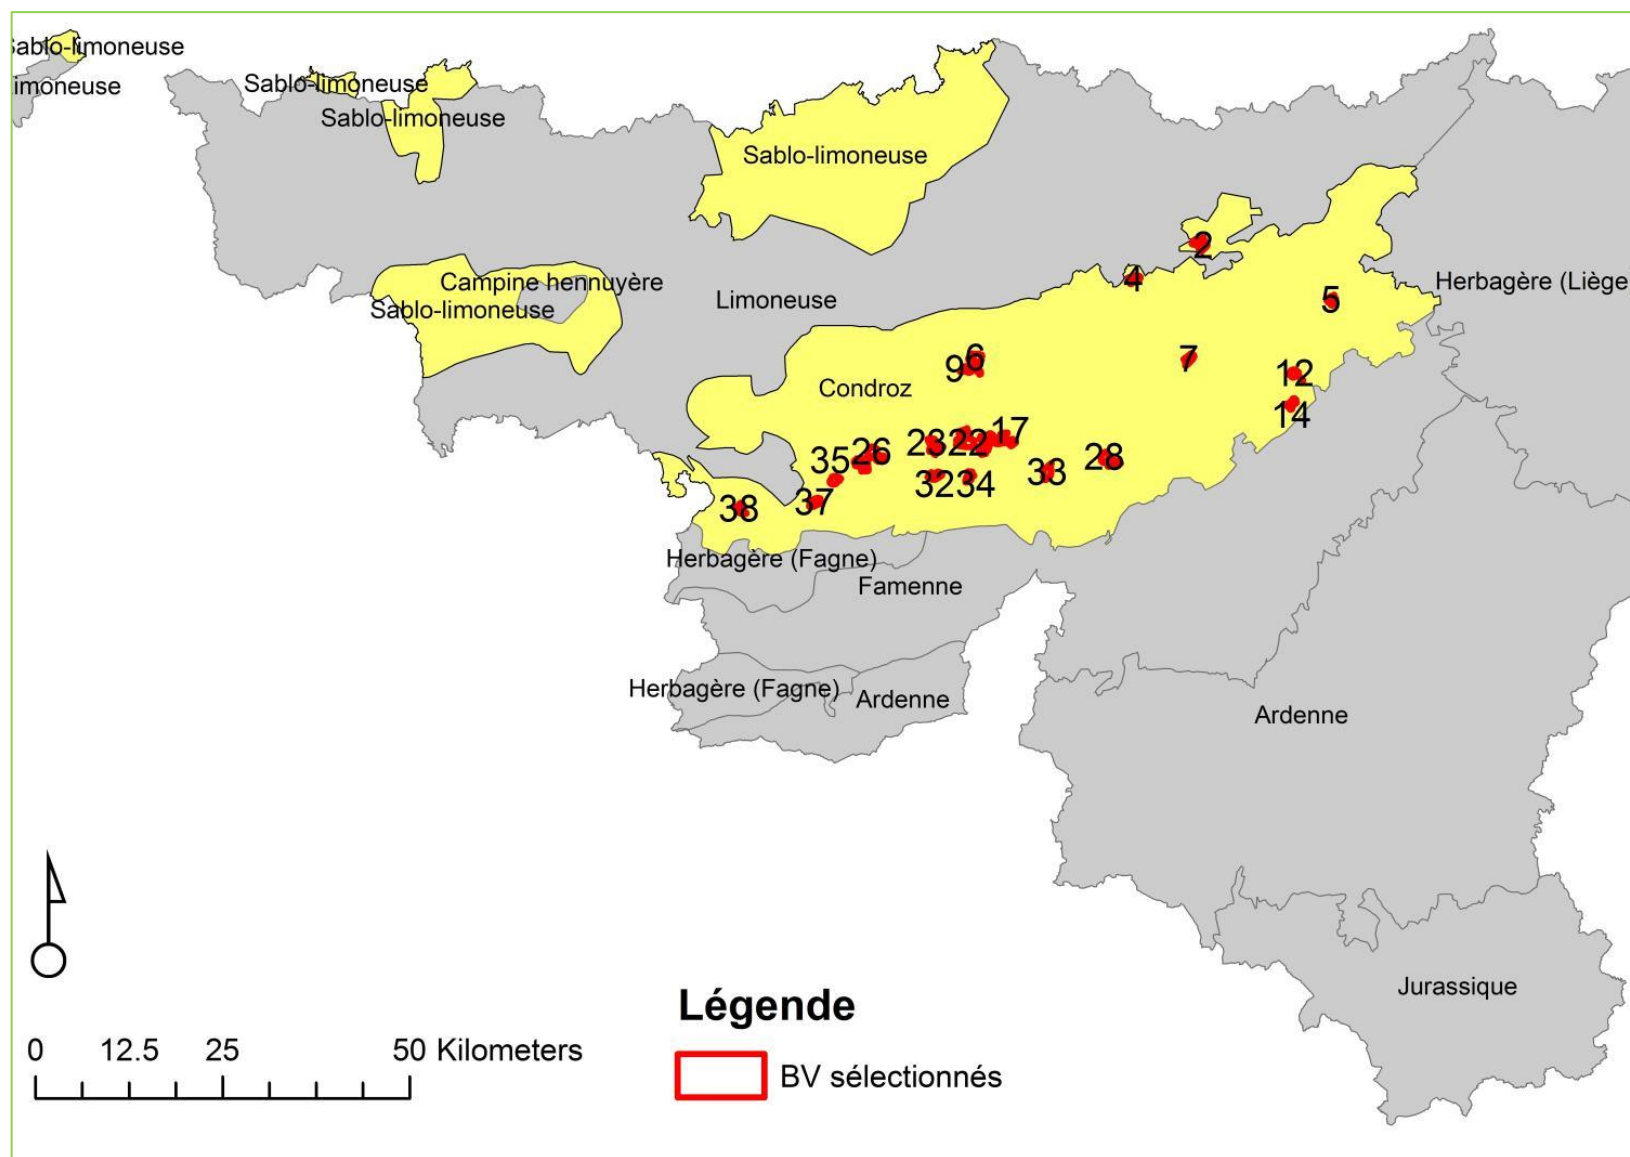 Sablo-limoneuse
Limoneuse
Sablo-limoneuse
Sablo-limoneuse
Sablo-limoneuse
2
4
Campine hennuyère
Sablo-limoneuse
Limoneuse
Herbagère (Liège)
5
6
9
7
12
Condroz
14
17
23 22
26
35
28
33
32 34
37
38
Herbagère (Fagne)
Famenne
Herbagère (Fagne)
Ardenne
Ardenne
Jurassique
Légende
0 12.5 25 50 Kilometers
BV sélectionnés